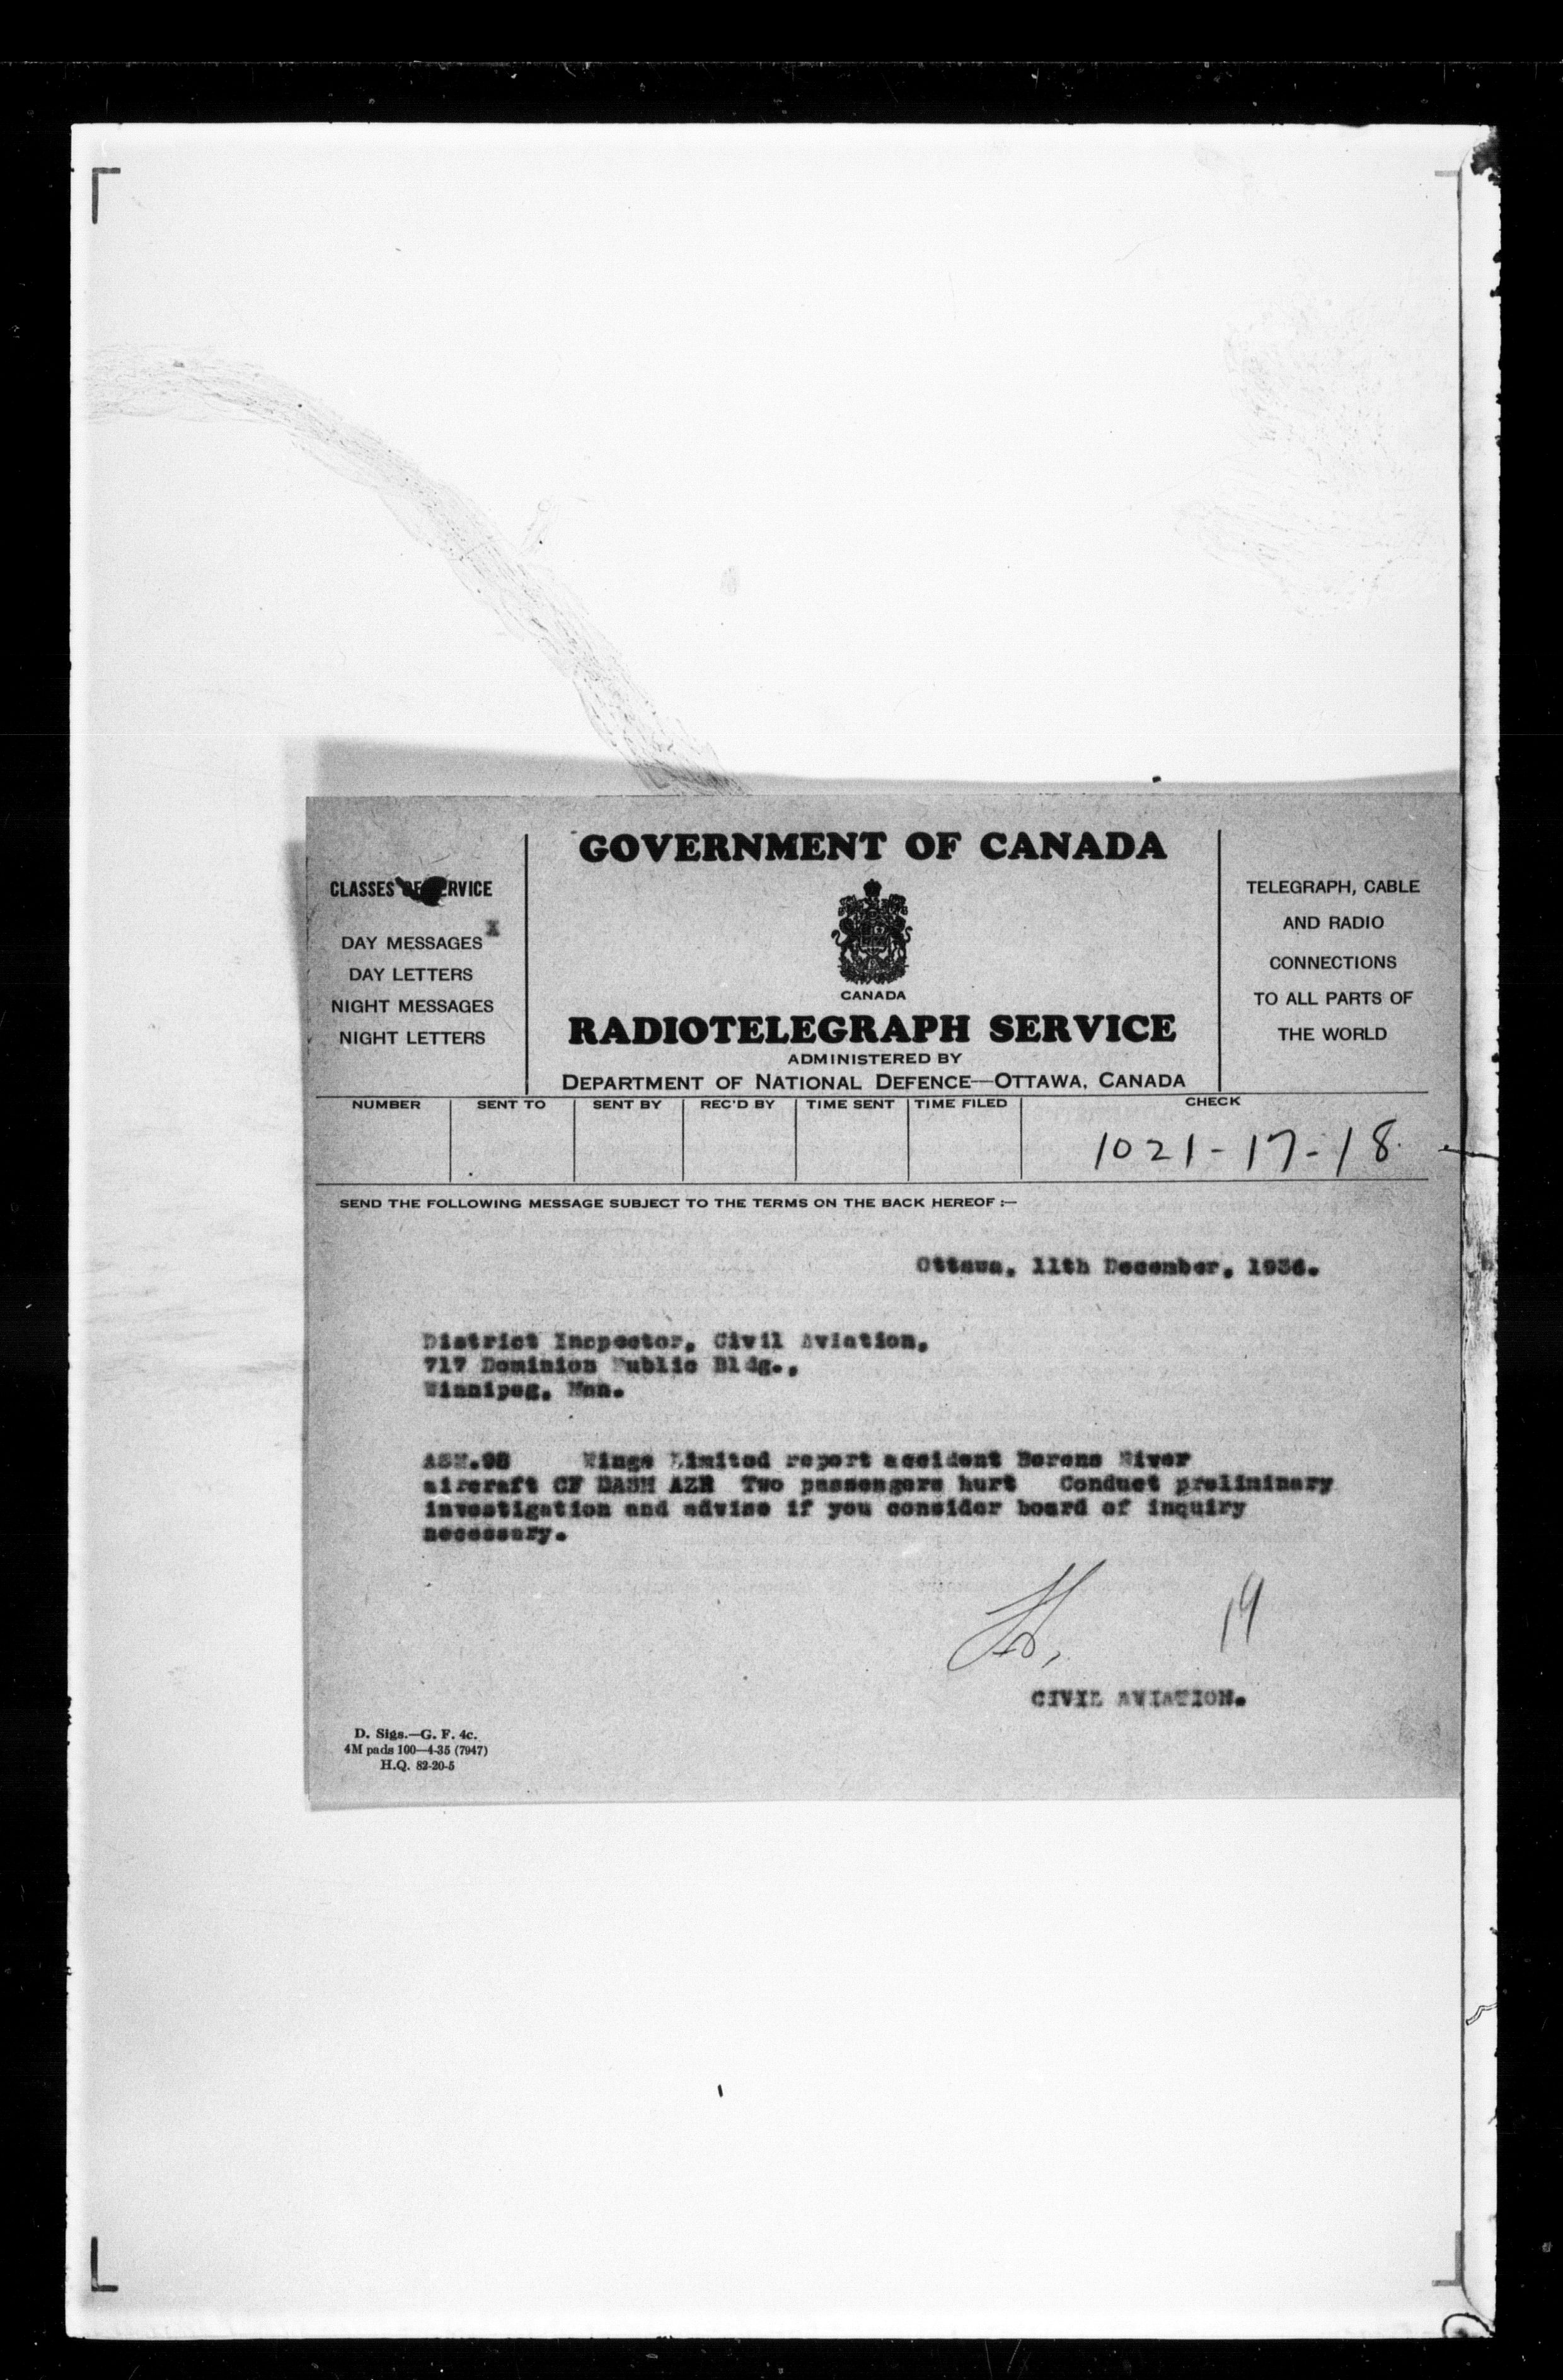 GOVERNMENT OF CANADA
CANADA
RADIOTELEGRAPH SERVICE
ADMINISTERED BY
DEPARTMENT OF NATIONAL DEFENCE—OTTAWA, CANADA
CLASSES OF SERVICE
DAY MESSAGES X
DAY LETTERS
NIGHT MESSAGES
NIGHT LETTERS
TELEGRAPH, CABLE
AND RADIO
CONNECTIONS
TO ALL PARTS OF
THE WORLD
NUMBER SENT TO SENT BY REC'D BY TIME SENT TIME FILED CHECK
1021-17-18
SEND THE FOLLOWING MESSAGE SUBJECT TO THE TERMS ON THE BACK HEREOF :—
Ottawa, 11th December, 1936.
District Inspector, Civil Aviation,
717 Dominion Public Bldg.,
Winnipeg, Man.
Wings Limited report accident Berens River
aircraft CF DASH AZR Two passengers hurt Conduct preliminary
investigation and advise if you consider board of inquiry
necessary.
19
CIVIL AVIATION.
D. Sigs.—G. F. 4c.
4M pads 100—4-35 (7947)
H.Q. 82-20-5